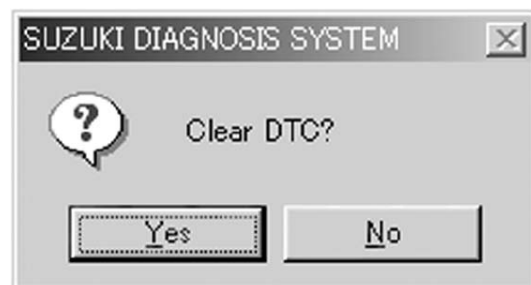 SUZUKI DIAGNOSIS SYSTEM
?
Clear DTC?
Yes
No